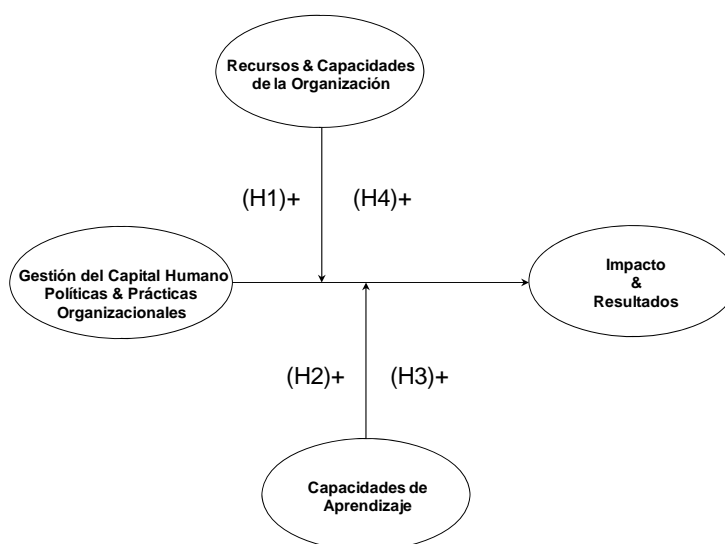 Recursos & Capacidades
de la Organización
(H1)+
(H4)+
Gestión del Capital Humano
Políticas & Prácticas
Organizacionales
Impacto
&
Resultados
(H2)+
(H3)+
Capacidades de
Aprendizaje